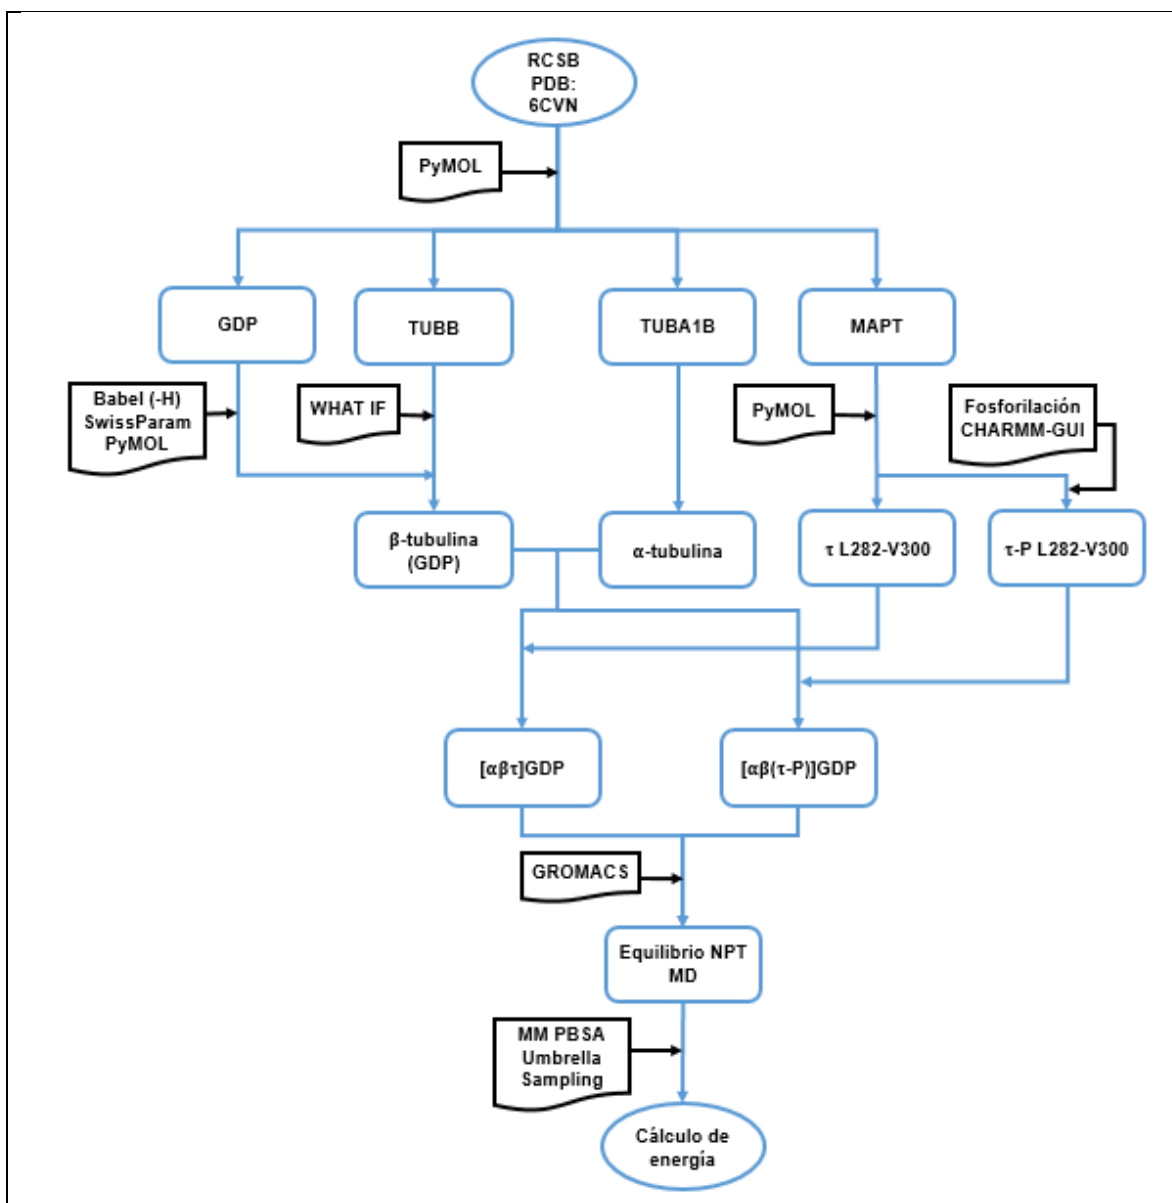 RCSB
PDB:
6CVN
PyMOL
GDP
TUBB
TUBA1B
MAPT
Babel (-H)
SwissParam
PyMOL
WHAT IF
PyMOL
Fosforilación
CHARMM-GUI
β-tubulina
(GDP)
α-tubulina
τ L282-V300
τ-P L282-V300
[αβτ]GDP
[αβ(τ-P)]GDP
GROMACS
Equilibrio NPT
MD
MM PBSA
Umbrella
Sampling
Cálculo de
energía